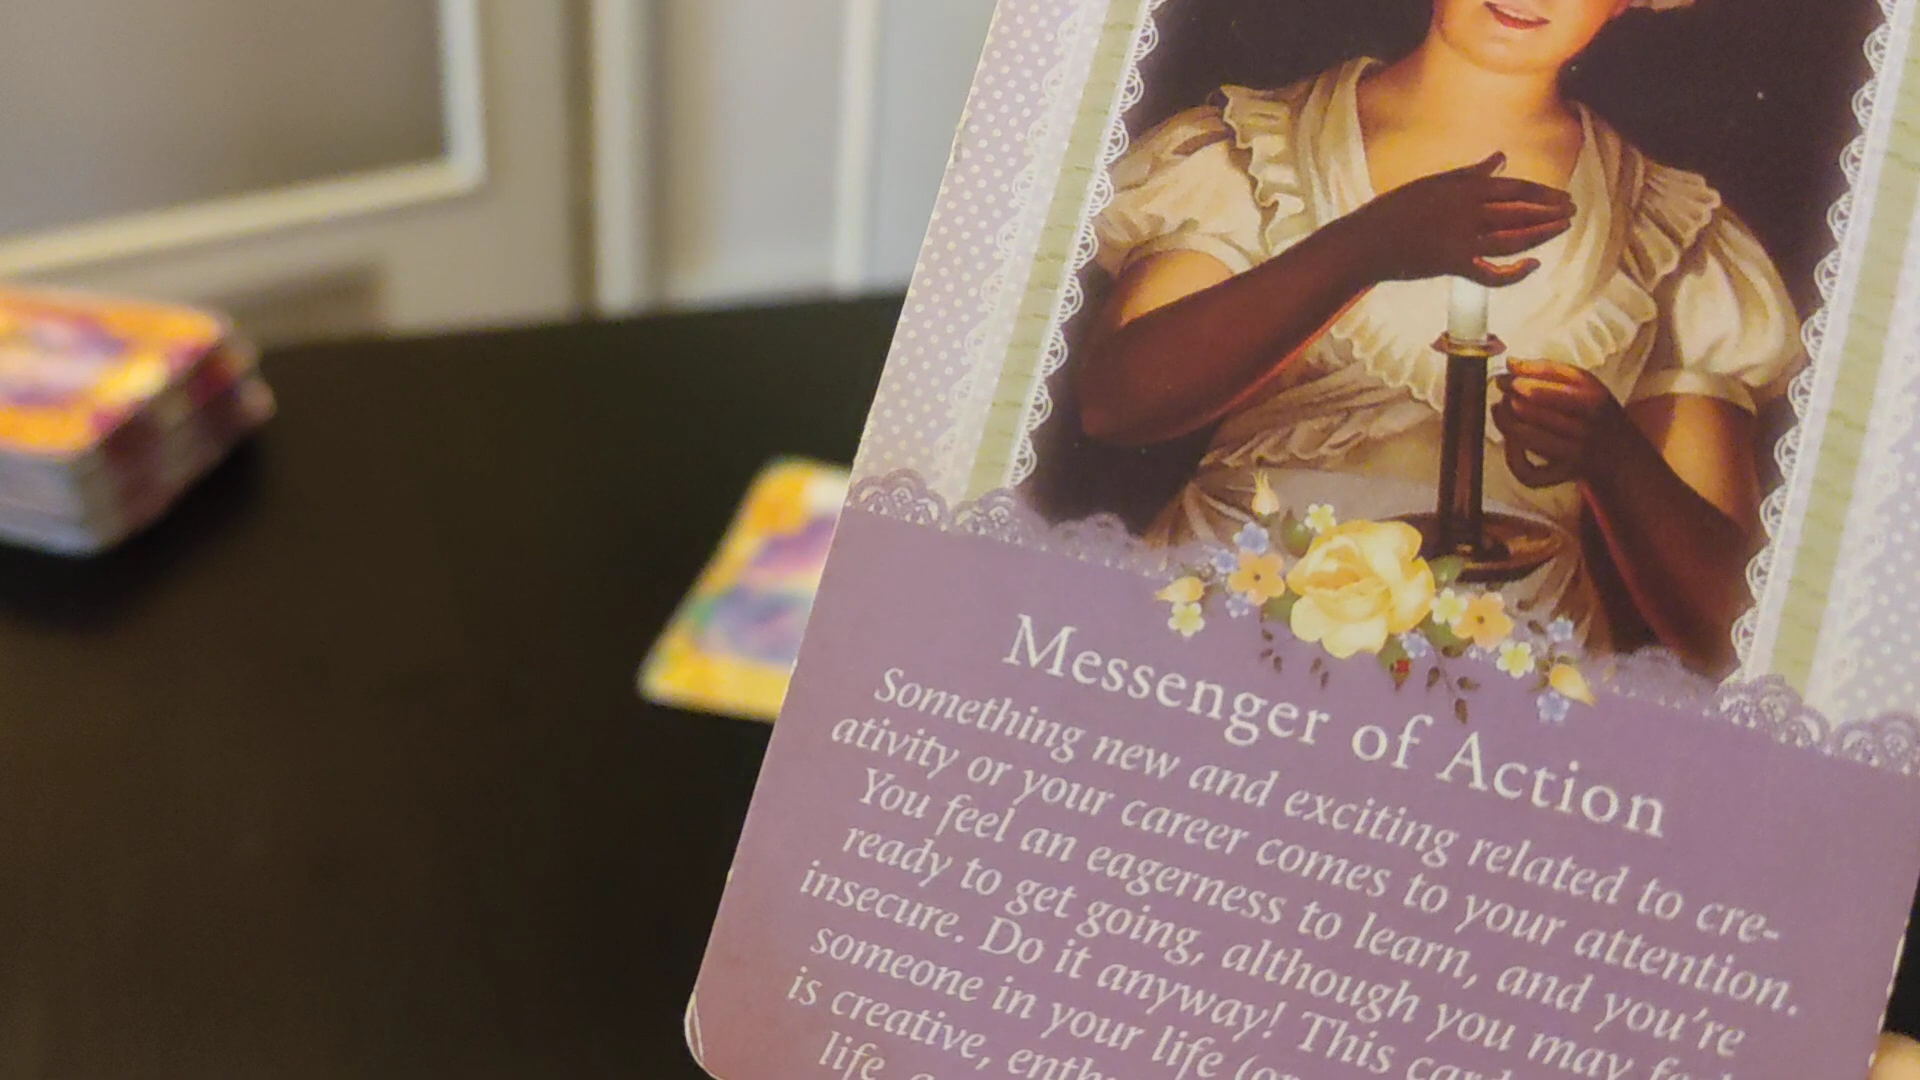 Messenger of Action
Something new and exciting related to cre-
ativity or your career comes to your attention.
You feel an eagerness to learn, and you're
ready to get going, although you may
insecure. Do it anyway! This
someone in your life
is creative,
life,